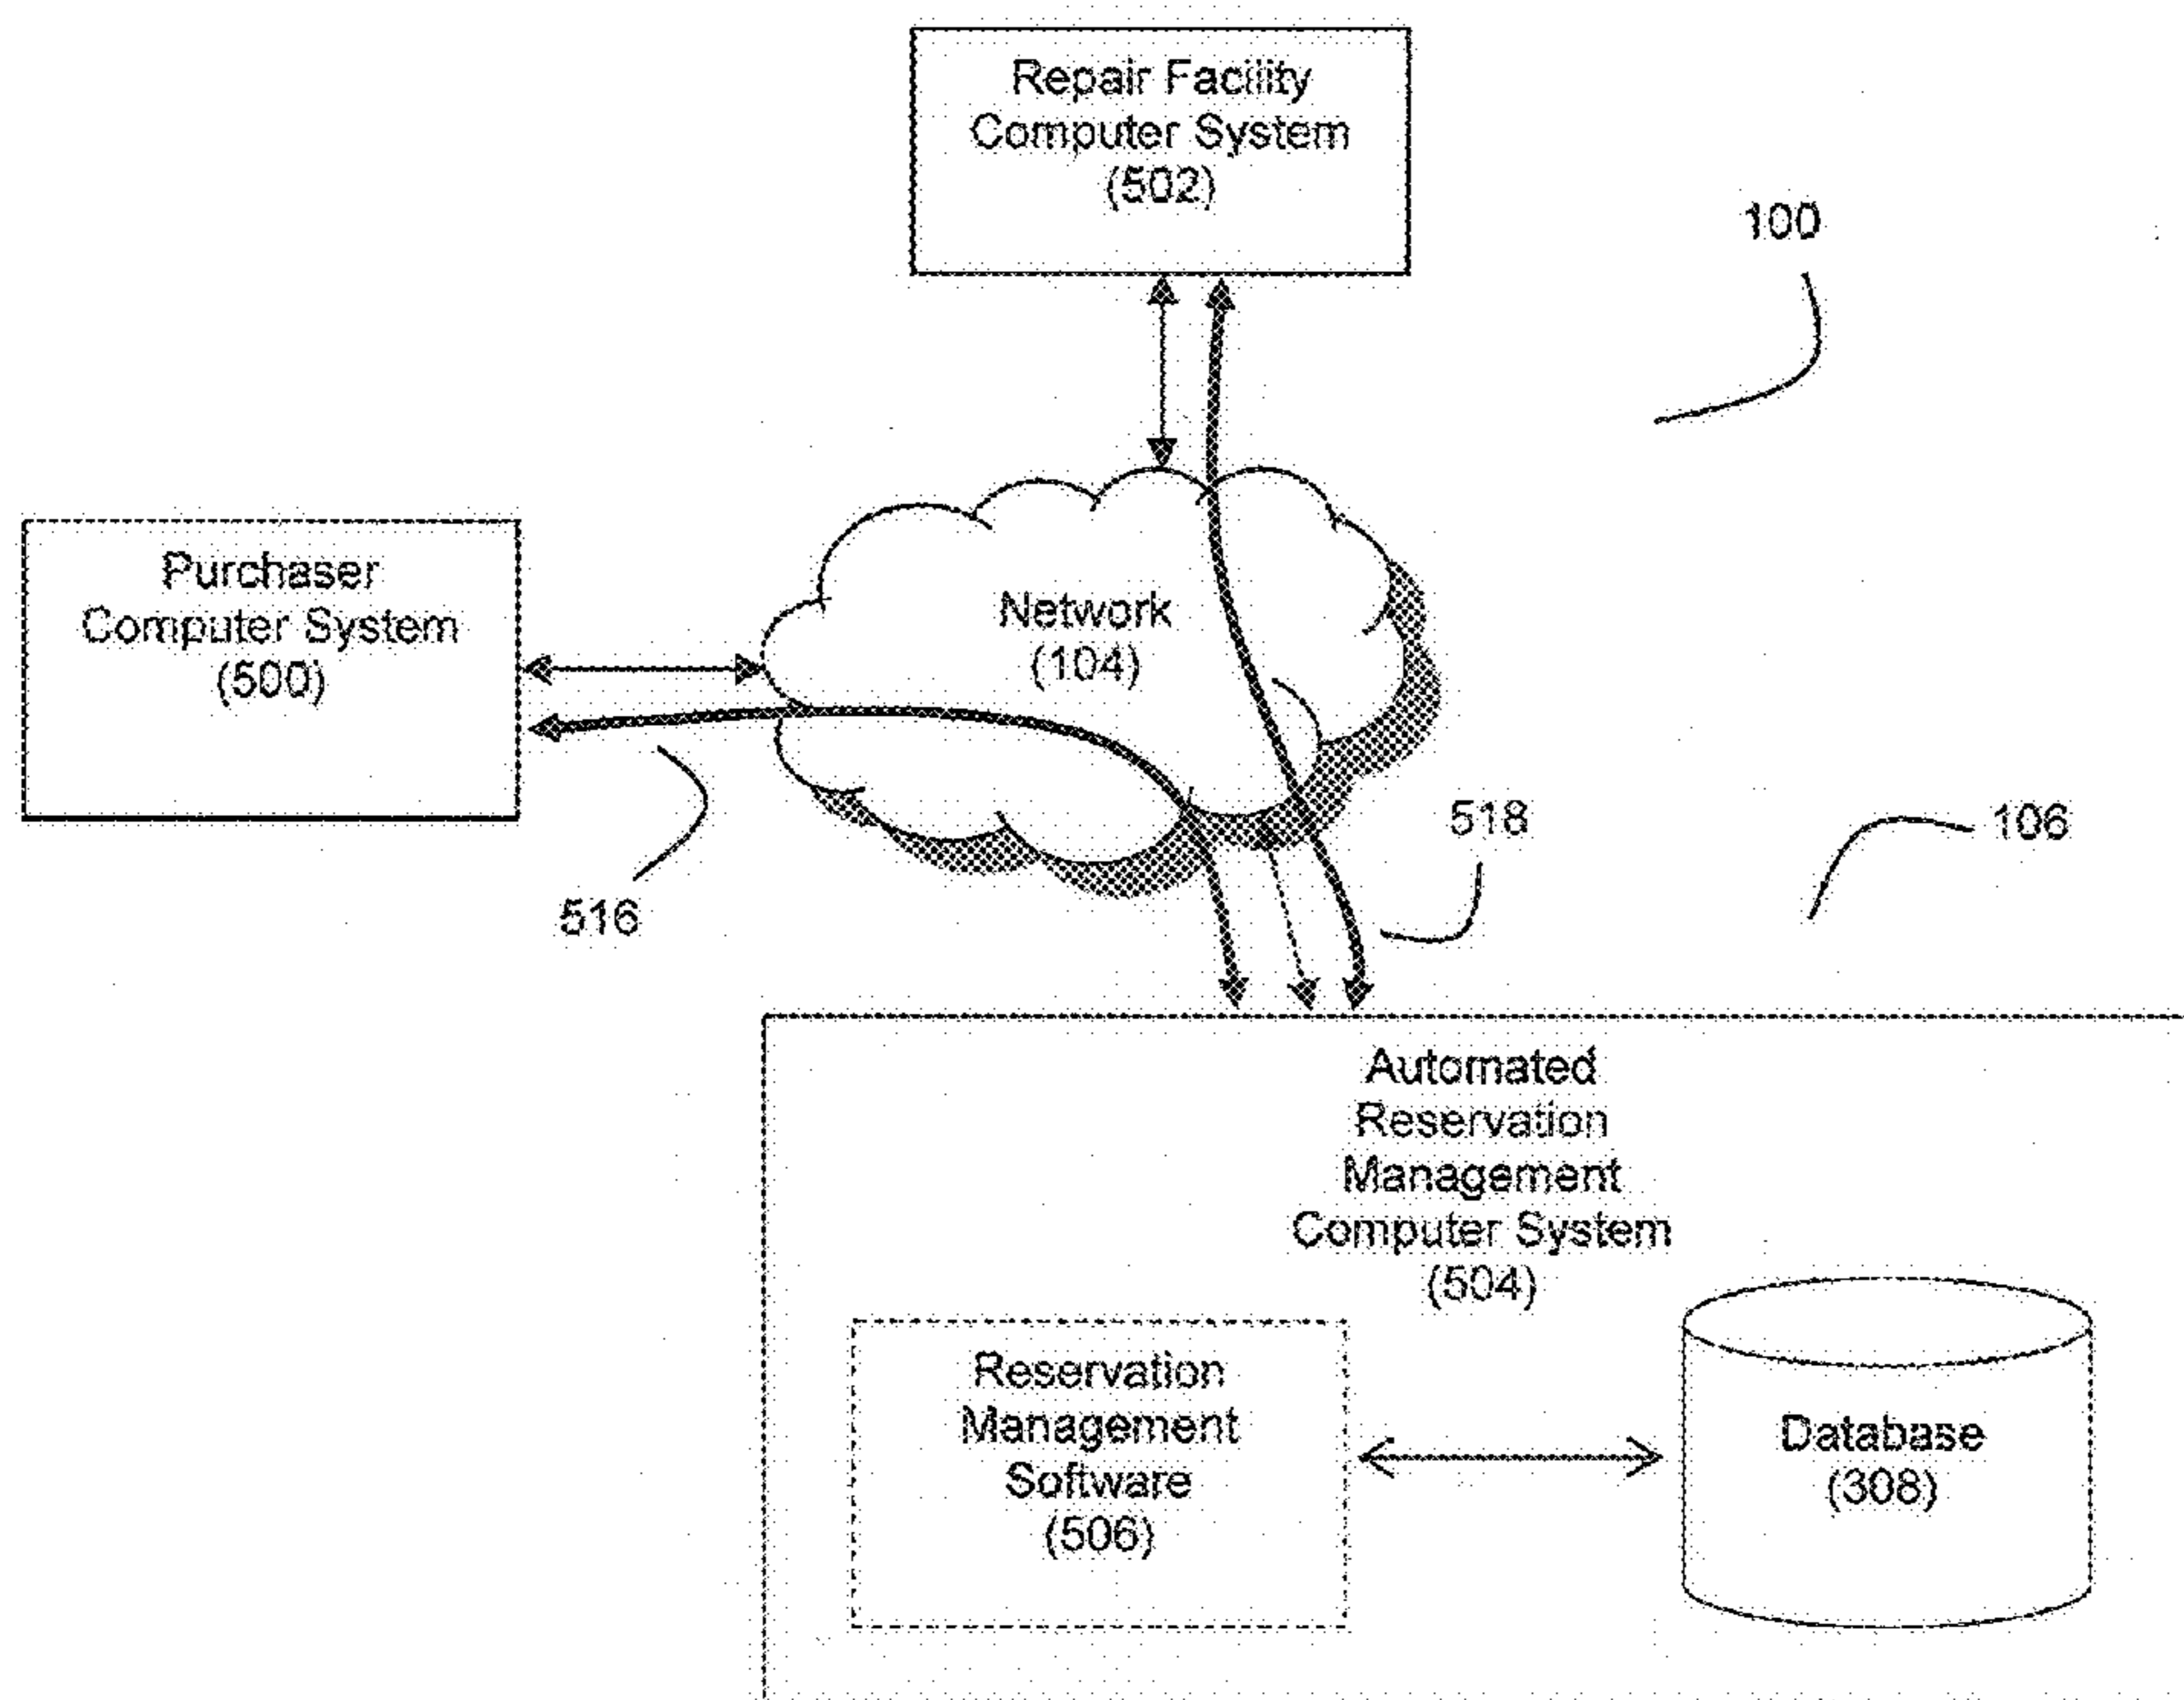 Repair Facility
Computer System
(502)
100
Purchaser
Computer System
(500)
Network
(104)
518
106
516
Automated
Reservation
Management
Computer System
(504)
Reservation
Management
Software
(506)
Database
(308)